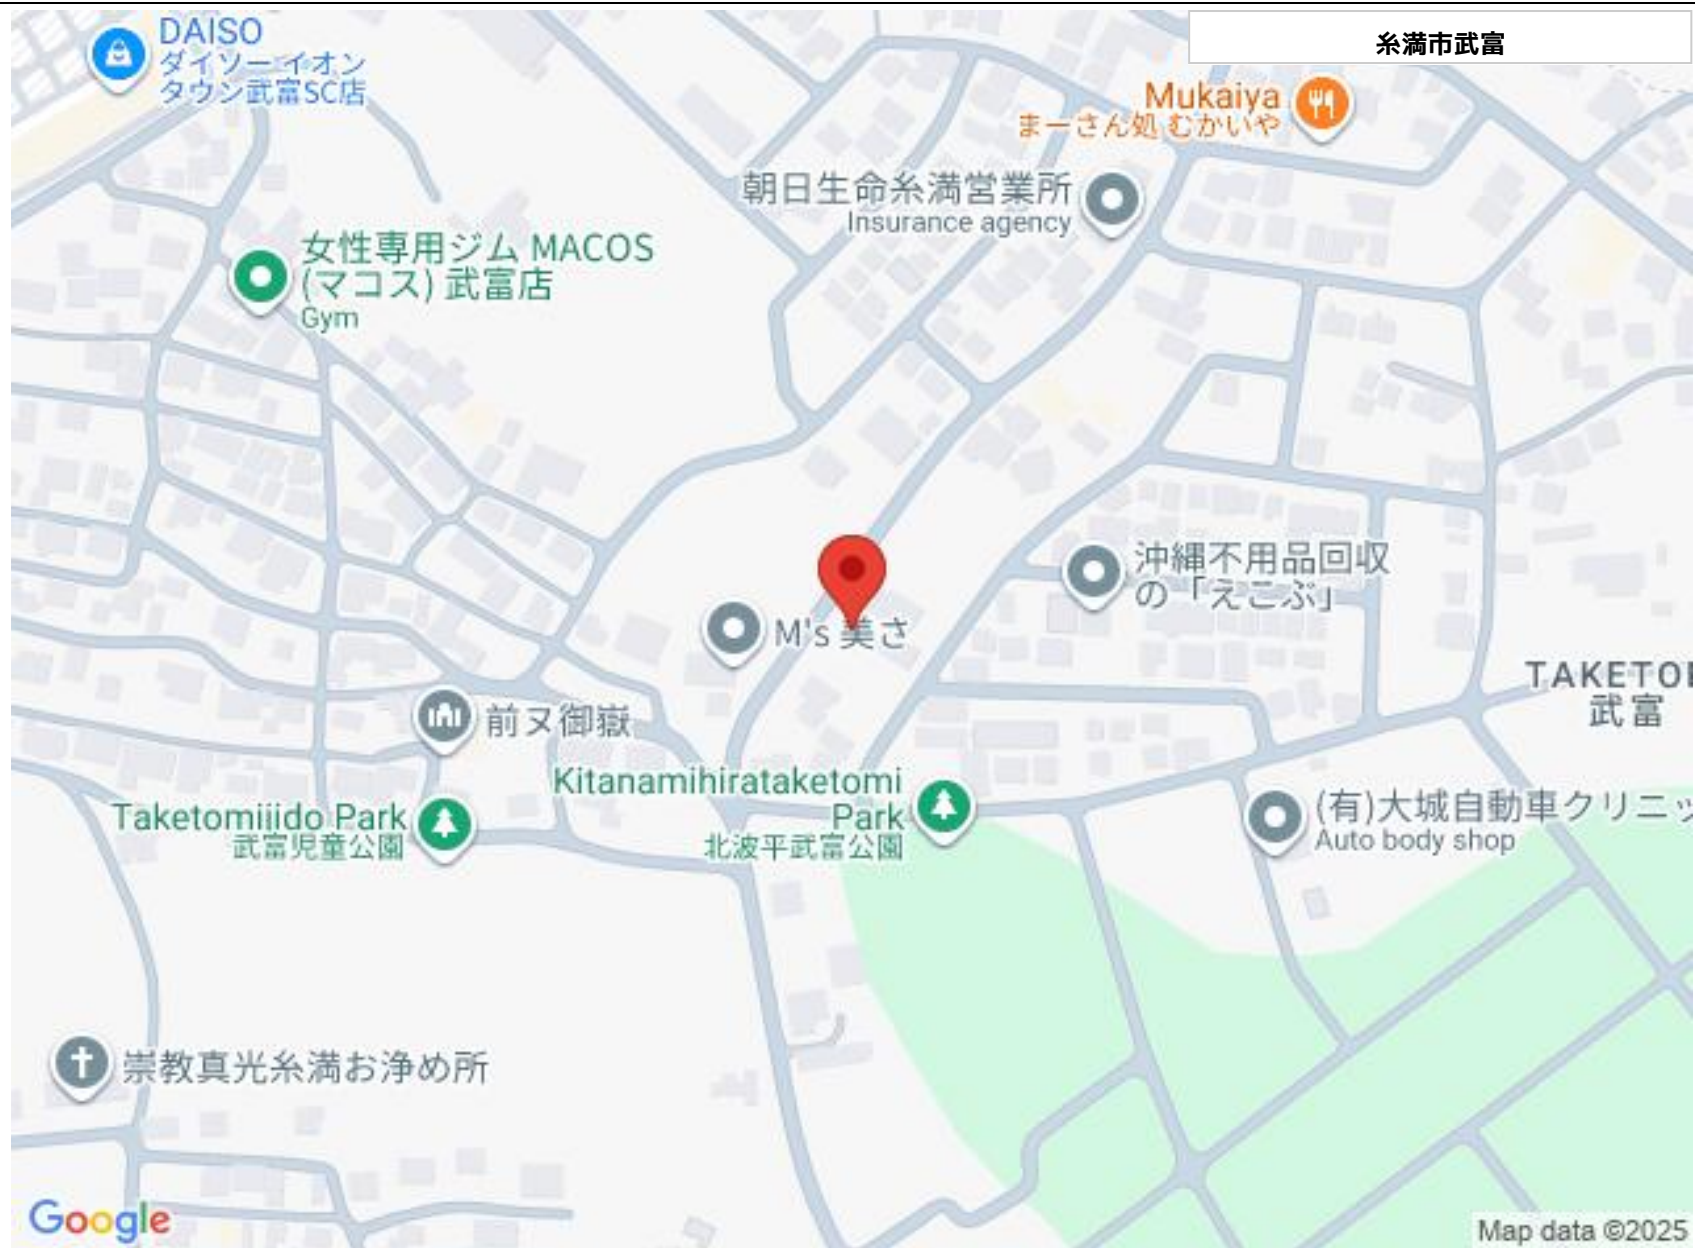 糸満市武富
DAISO
ダイソー イオン
タウン武富SC店
Mukaiya
まーさん処 むかいや
朝日生命糸満営業所
Insurance agency
女性専用ジム MACOS
(マコス) 武富店
Gym
沖縄不用品回収
の「えこぶ」
M's 美さ
TAKETO
武富
前ヌ御嶽
Kitanamihirataketomi
Park
北波平武富公園
Taketomijido Park
武富児童公園
(有)大城自動車クリニッ
Auto body shop
崇教真光糸満お浄め所
Google
Map data ©2025